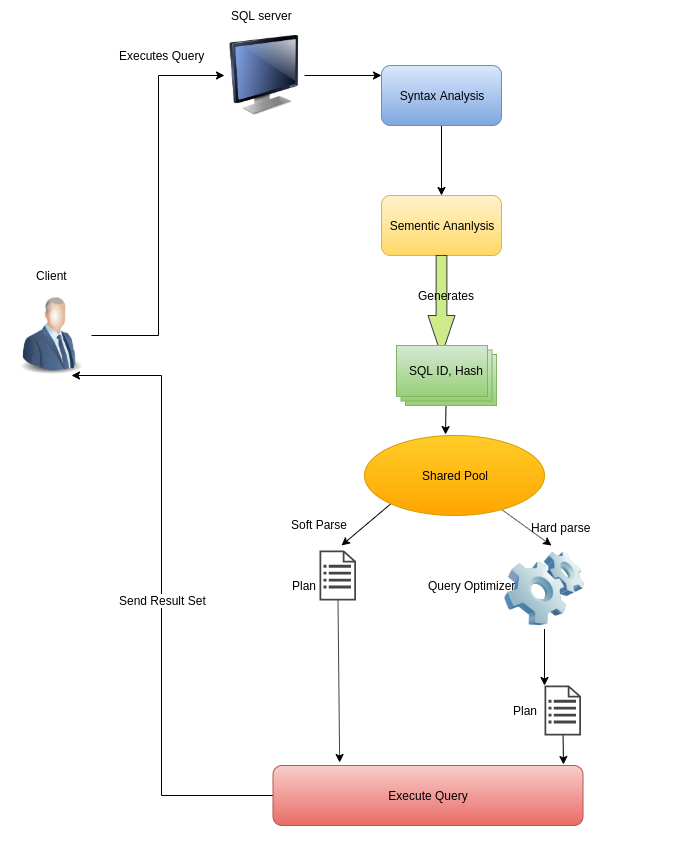 SQL server
Executes Query
Syntax Analysis
Sementic Ananlysis
Client
Generates
SQL ID, Hash
Shared Pool
Soft Parse
Hard parse
Plan
Query Optimizer
Send Result Set
Plan
Execute Query